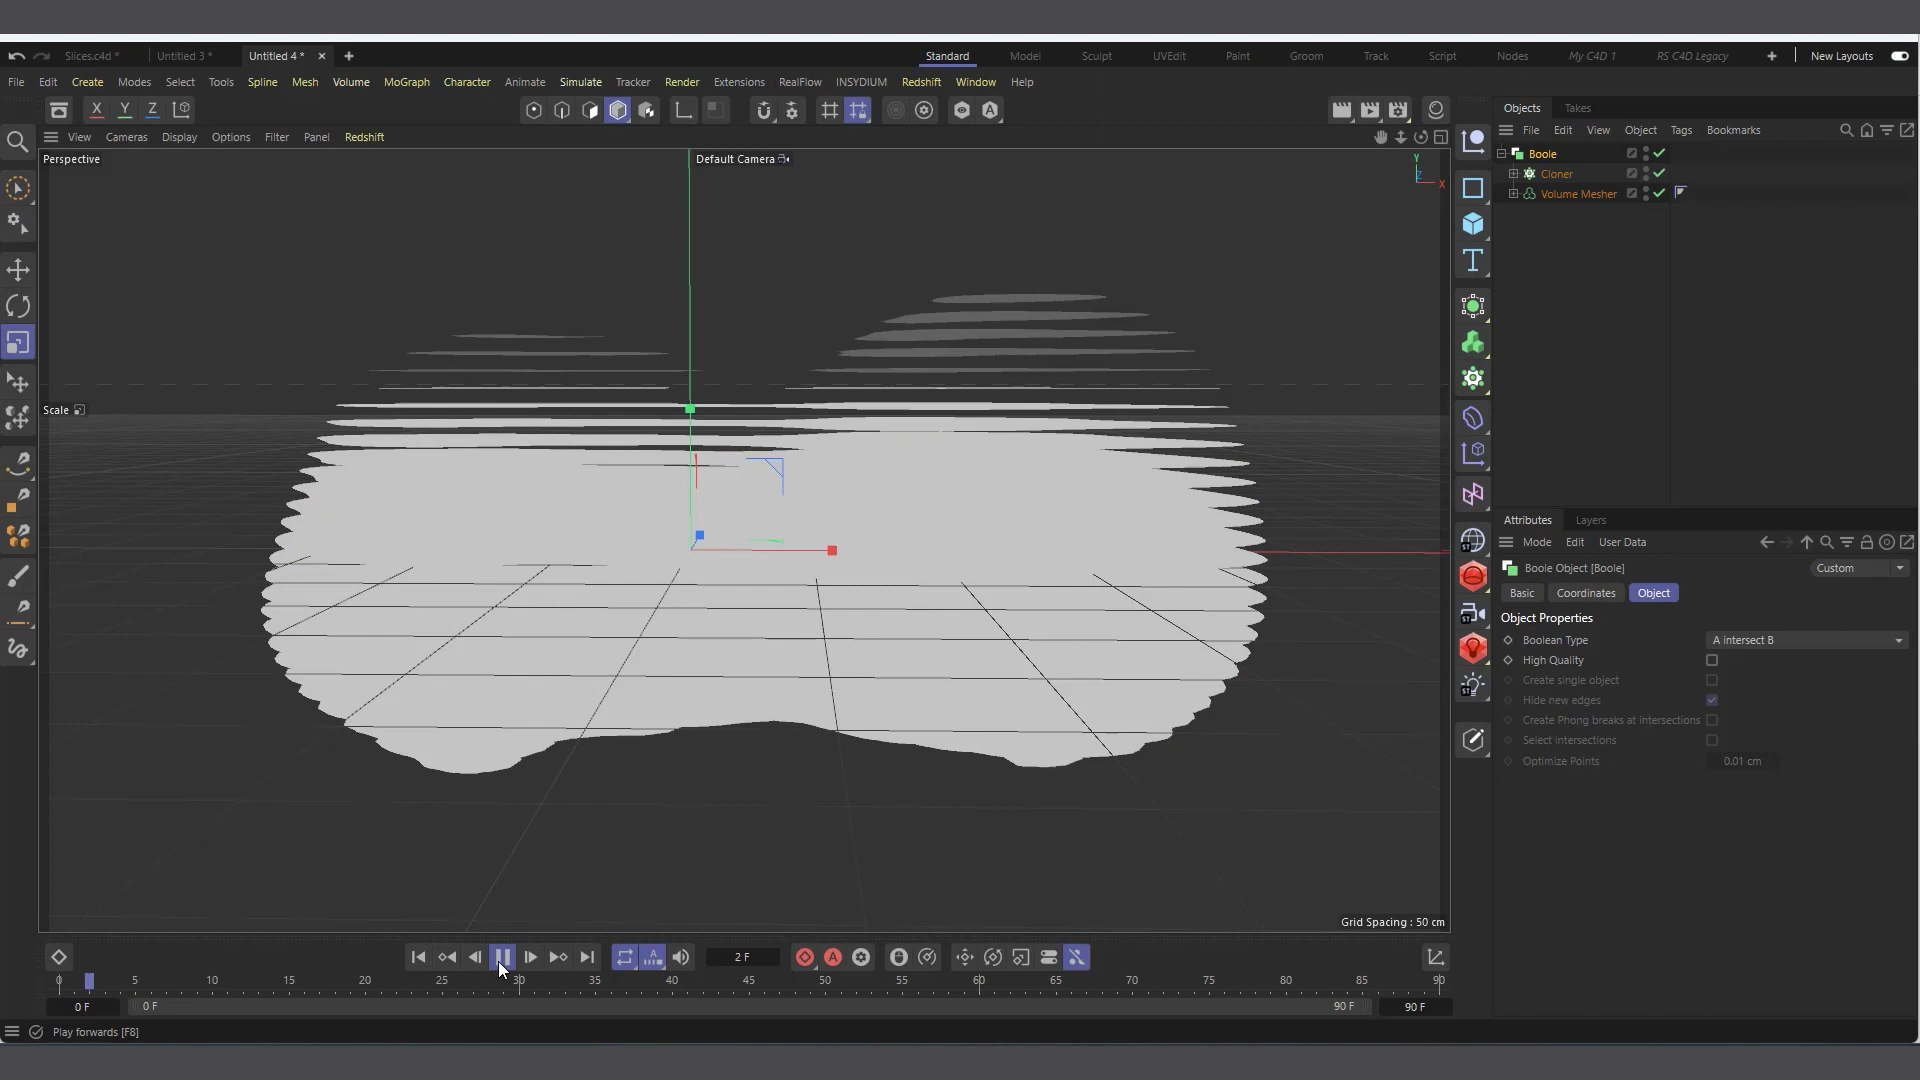 Slices.c4d *
Untitled 3 *
Untitled 4 *
Standard
Model
Sculpt
UVEdit
Paint
Groom
Track
Script
Nodes
My C4D 1
RS C4D Legacy
New Layouts
File
Edit
Create
Modes
Select
Tools
Spline
Mesh
Volume
MoGraph
Character
Animate
Simulate
Tracker
Render
Extensions
RealFlow
INSYDIUM
Redshift
Window
Help
X
Y
Z
Objects
Takes
File
Edit
View
Object
Tags
Bookmarks
View
Cameras
Display
Options
Filter
Panel
Redshift
Perspective
Default Camera
Y
Z
X
Boole
Cloner
Volume Mesher
Scale
Attributes
Layers
Mode
Edit
User Data
Boole Object [Boole]
Custom
Basic
Coordinates
Object
Object Properties
Boolean Type
A intersect B
High Quality
Create single object
Hide new edges
Create Phong breaks at intersections
Select intersections
Optimize Points
0.01 cm
ST
ST
ST
Grid Spacing : 50 cm
2 F
0
5
10
15
20
25
30
35
40
45
50
55
60
65
70
75
80
85
90
0 F
0 F
90 F
90 F
Play forwards [F8]